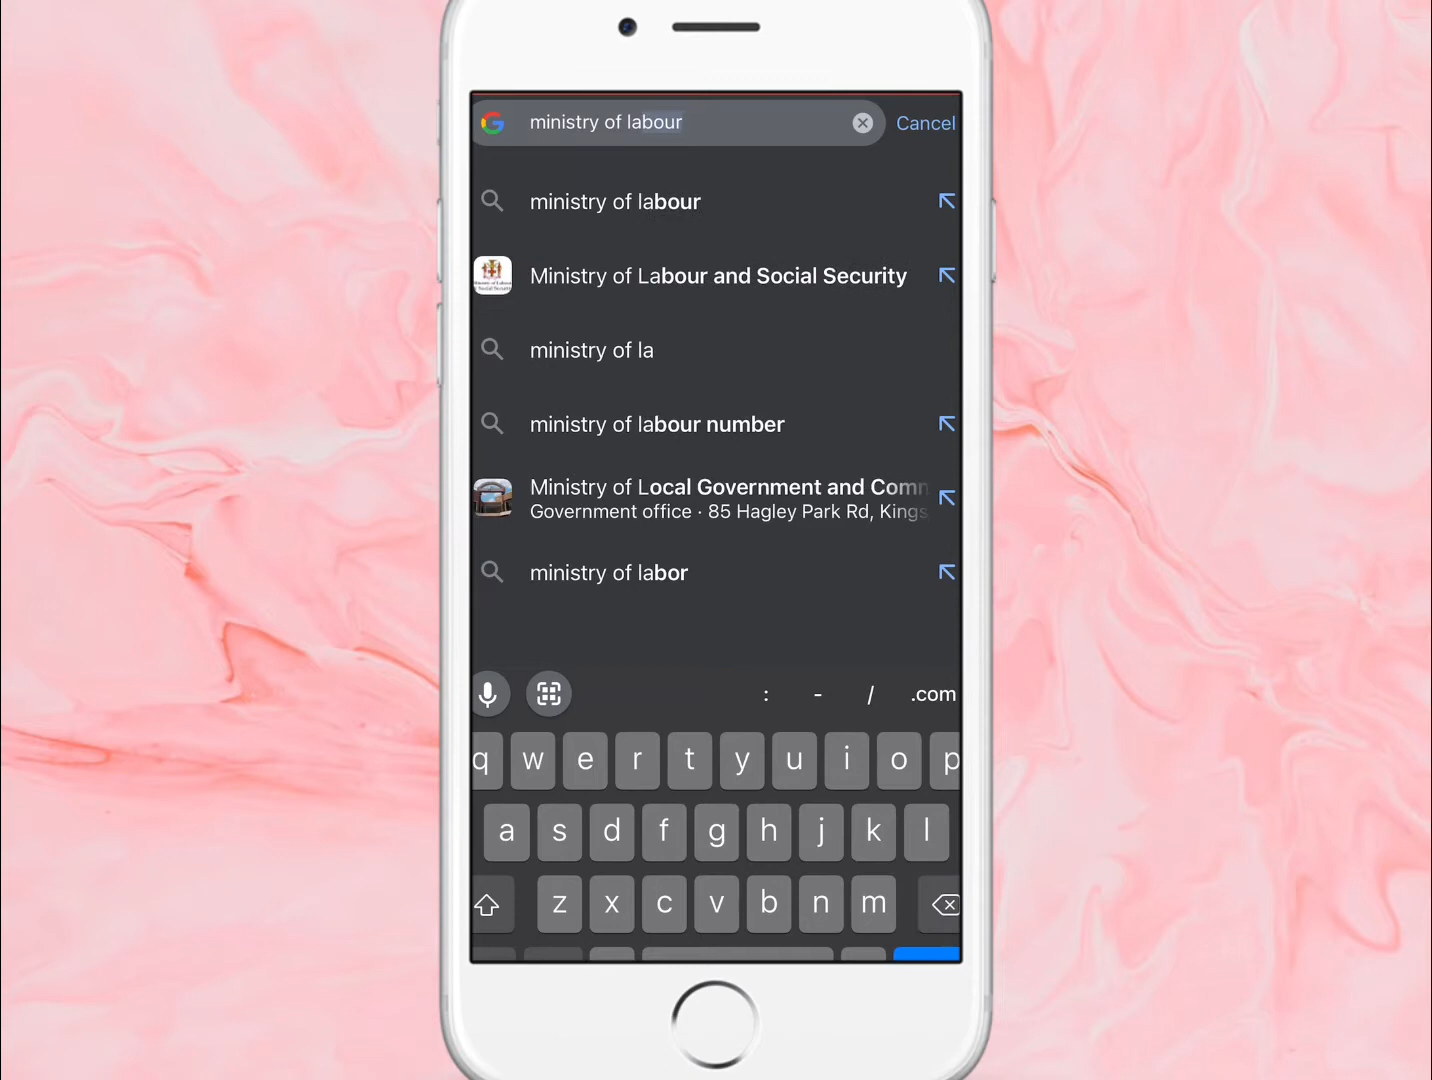 ministry of labour
Cancel
ministry of labour
Ministry of Labour and Social Security
ministry of la
ministry of labour number
Ministry of Local Government and Comm
Government office · 85 Hagley Park Rd, Kings
ministry of labor
: - / .com
q w e r t y u i o p
a s d f g h j k l
z x c v b n m